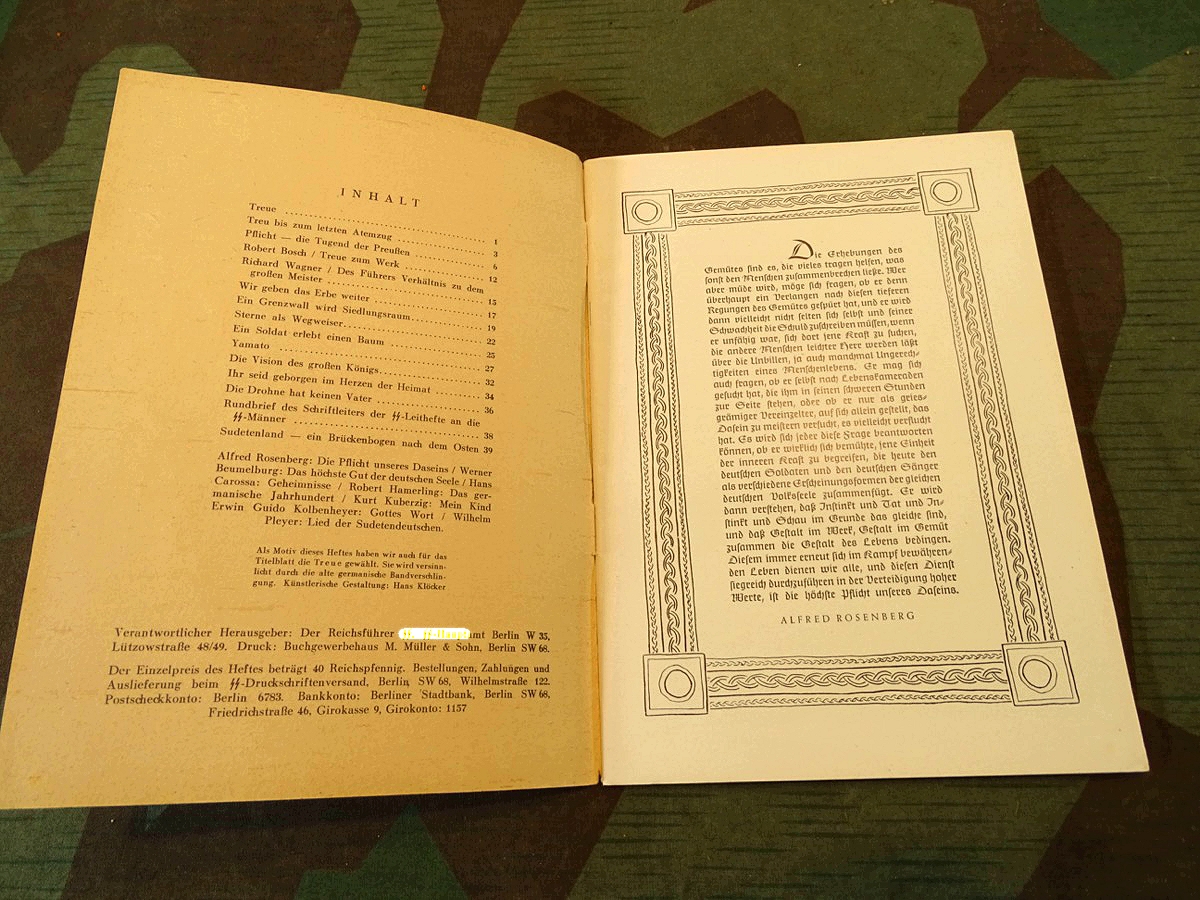 INHALT
Treue ........ 1
Treu bis zum letzten Atemzug ........ 3
Pflicht — die Tugend der Preußen ........ 6
Robert Bosch / Treue zum Werk ........ 12
Richard Wagner / Des Führers Verhältnis zu dem
großen Meister ........ 15
Wir geben das Erbe weiter ........ 17
Ein Grenzwall wird Siedlungsraum ........ 19
Sterne als Wegweiser ........ 22
Ein Soldat erlebt einen Baum ........ 25
Yamato ........ 27
Die Vision des großen Königs ........ 32
Ihr seid geborgen im Herzen der Heimat ........ 34
Die Drohne hat keinen Vater ........ 36
Rundbrief des Schriftleiters der ᛋᛋ-Leithefte an die
ᛋᛋ-Männer ........ 38
Sudetenland — ein Brückenbogen nach dem Osten 39
Alfred Rosenberg: Die Pflicht unseres Daseins / Werner
Beumelburg: Das höchste Gut der deutschen Seele / Hans
Carossa: Geheimnisse / Robert Hamerling: Das ger-
manische Jahrhundert / Kurt Kuberzig: Mein Kind
Erwin Guido Kolbenheyer: Gottes Wort / Wilhelm
Pleyer: Lied der Sudetendeutschen.
Als Motiv dieses Heftes haben wir auch für das
Titelblatt die Treue gewählt. Sie wird versinn-
licht durch die alte germanische Bandverschlin-
gung. Künstlerische Gestaltung: Hans Klöcker
Verantwortlicher Herausgeber: Der Reichsführer ᛋᛋ, ᛋᛋ-Hauptamt Berlin W 35,
Lützowstraße 48/49. Druck: Buchgewerbehaus M. Müller & Sohn, Berlin SW 68.
Der Einzelpreis des Heftes beträgt 40 Reichspfennig. Bestellungen, Zahlungen und
Auslieferung beim ᛋᛋ-Druckschriftenversand, Berlin SW 68, Wilhelmstraße 122.
Postscheckkonto: Berlin 6783. Bankkonto: Berliner Stadtbank, Berlin SW 68,
Friedrichstraße 46, Girokasse 9, Girokonto: 1157
Die Erhebungen des
Gemütes sind es, die vieles tragen helfen, was
sonst den Menschen zusammenbrechen ließe. Wer
aber müde wird, möge sich fragen, ob er denn
überhaupt ein Verlangen nach diesen tieferen
Regungen des Gemütes gespürt hat, und er wird
dann vielleicht nicht selten sich selbst und seiner
Schwachheit die Schuld zuschreiben müssen, wenn
er unfähig war, sich dort jene Kraft zu suchen,
die andere Menschen leichter Herr werden läßt
über die Unbillen, ja auch manchmal Ungerech-
tigkeiten eines Menschenlebens. Er mag sich
auch fragen, ob er selbst nach Lebenskameraden
gesucht hat, die ihm in seinen schweren Stunden
zur Seite stehen, oder ob er nur als gries-
grämiger Vereinzelter, auf sich allein gestellt, das
Dasein zu meistern versucht, es vielleicht versucht
hat. Es wird sich jeder diese Frage beantworten
können, ob er wirklich sich bemühte, jene Einheit
der inneren Kraft zu begreifen, die heute den
deutschen Soldaten und den deutschen Sänger
als verschiedene Erscheinungsformen der gleichen
deutschen Volksseele zusammenfügt. Er wird
dann verstehen, daß Instinkt und Tat und In-
stinkt und Schau im Grunde das gleiche sind,
und daß Gestalt im Werk, Gestalt im Gemüt
zusammen die Gestalt des Lebens bedingen.
Diesem immer erneut sich im Kampf bewähren-
den Leben dienen wir alle, und diesen Dienst
siegreich durchzuführen in der Verteidigung hoher
Werte, ist die höchste Pflicht unseres Daseins.
ALFRED ROSENBERG